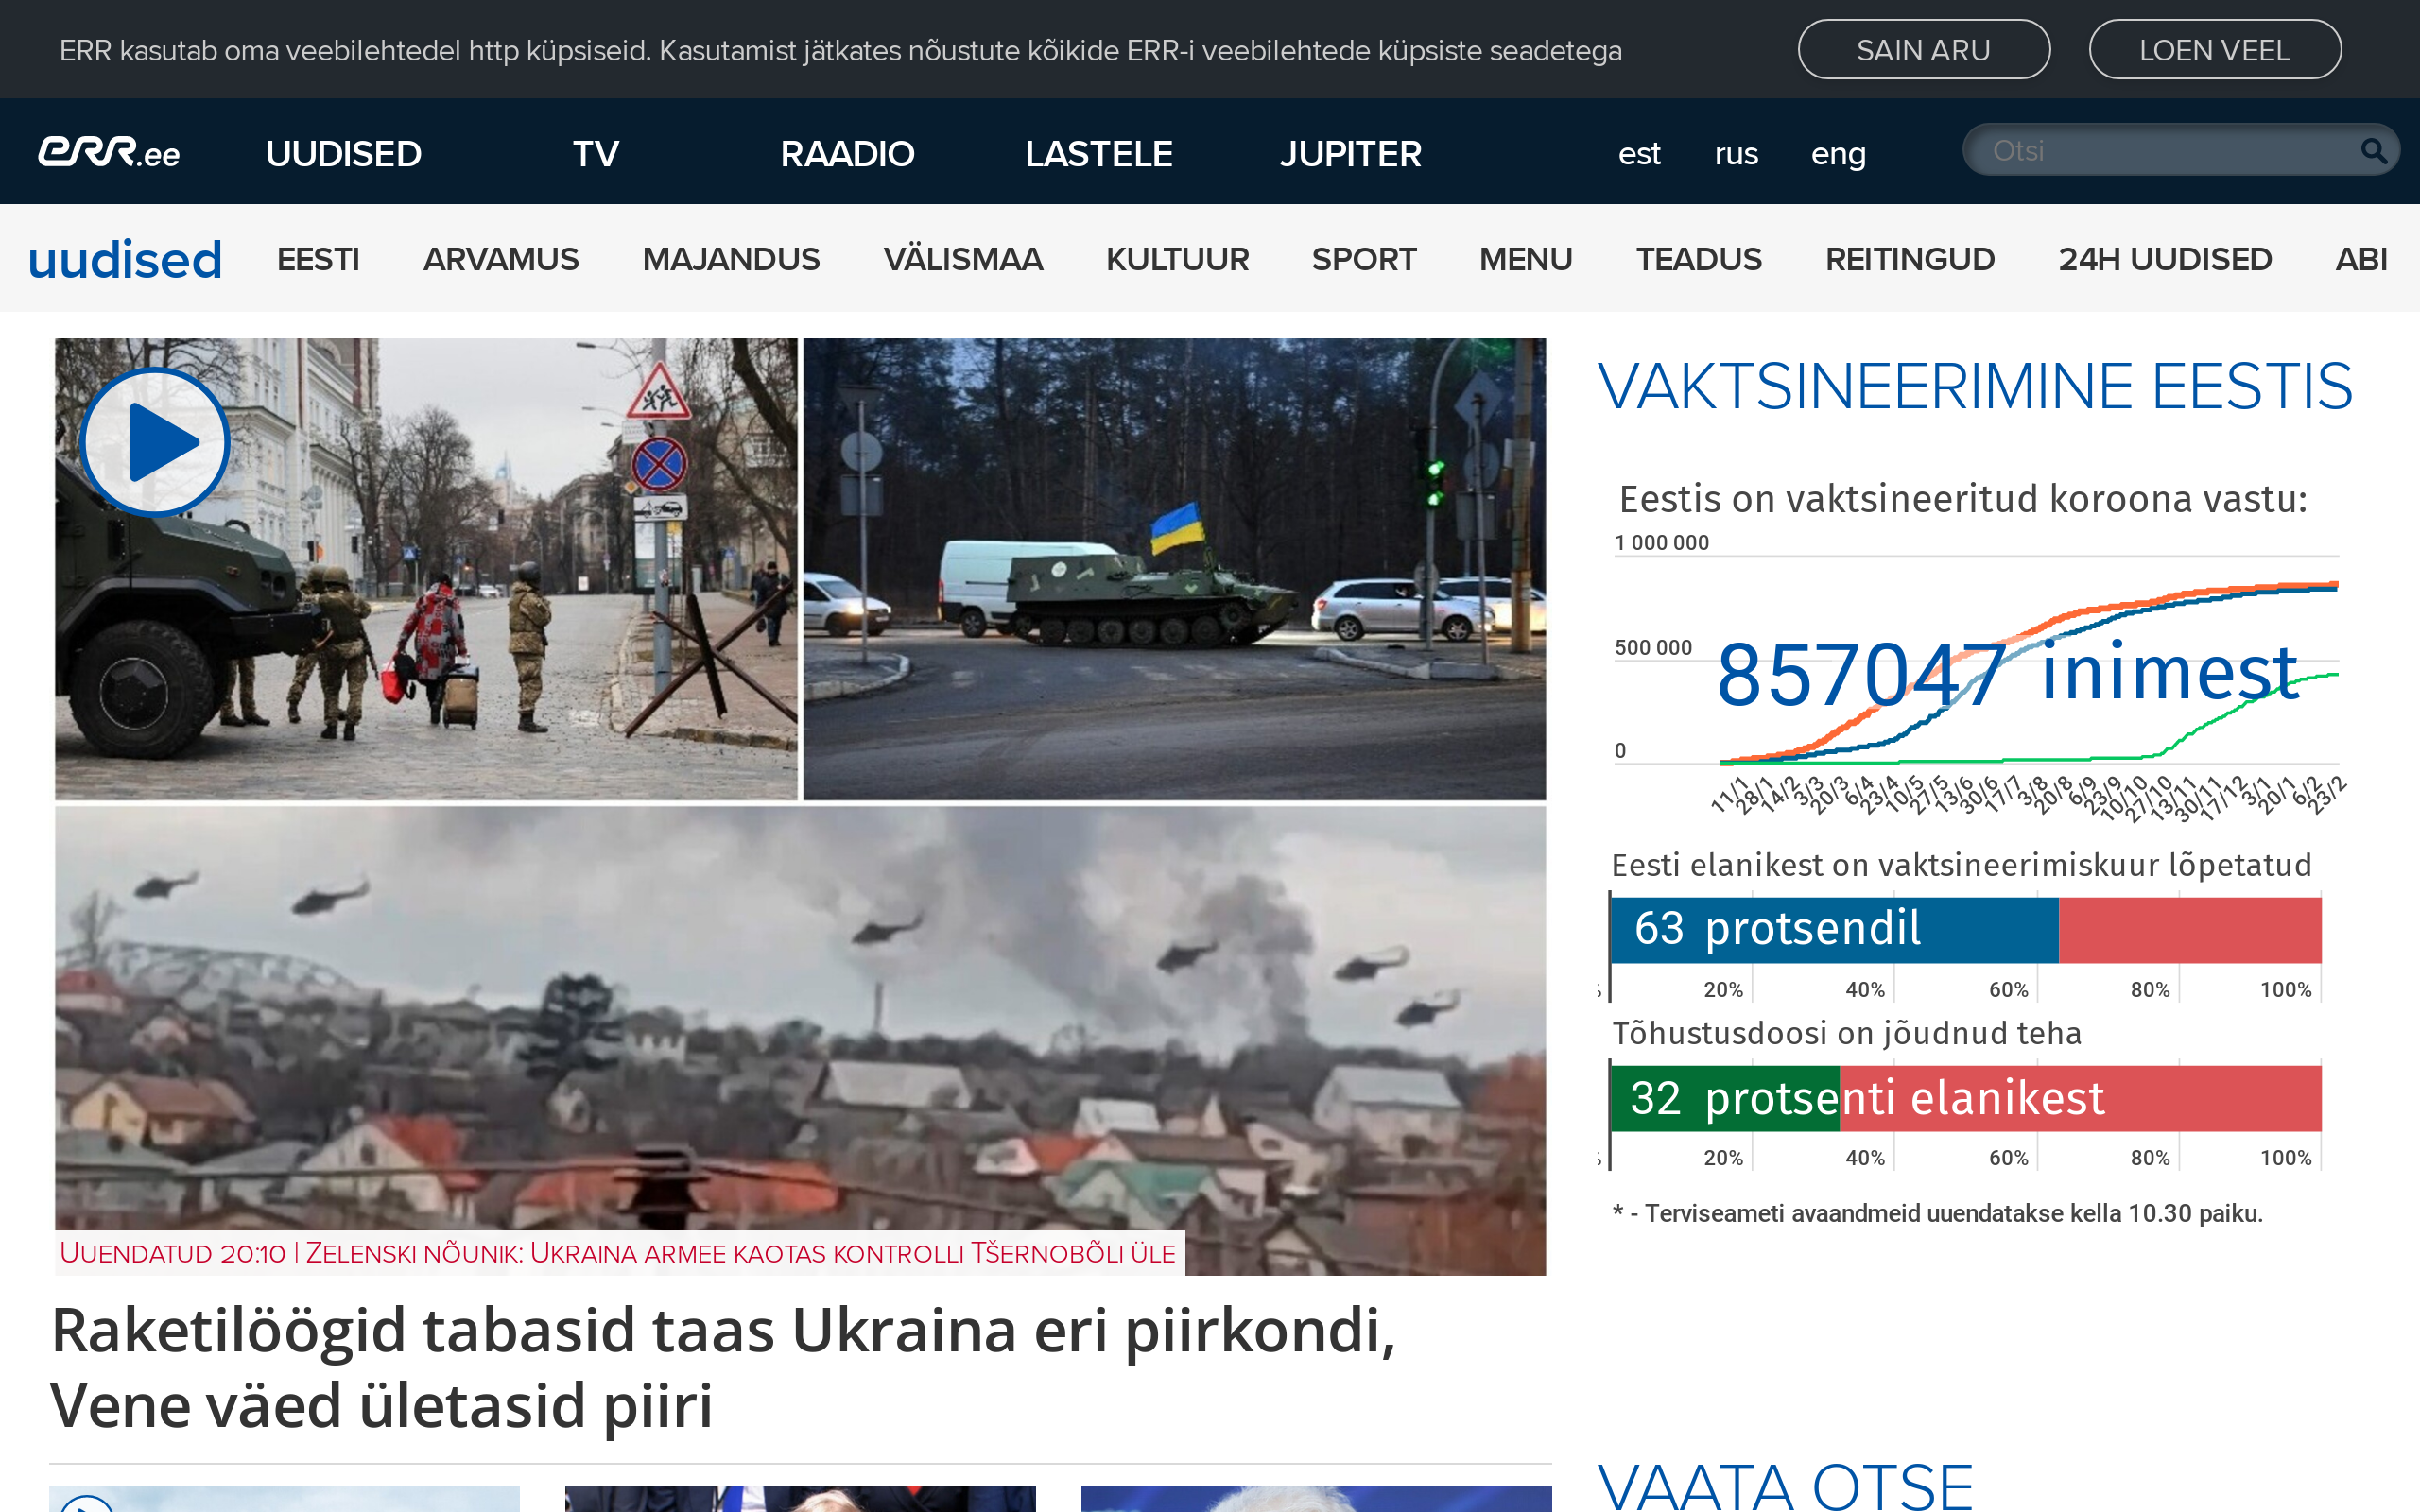 ERR kasutab oma veebilehtedel http küpsiseid. Kasutamist jätkates nõustute kõikide ERR-i veebilehtede küpsiste seadetega
SAIN ARU
LOEN VEEL
err.ee
UUDISED
TV
RAADIO
LASTELE
JUPITER
est
rus
eng
Otsi
uudised
EESTI
ARVAMUS
MAJANDUS
VÄLISMAA
KULTUUR
SPORT
MENU
TEADUS
REITINGUD
24H UUDISED
ABI
UUENDATUD 20:10 | ZELENSKI NÕUNIK: UKRAINA ARMEE KAOTAS KONTROLLI TŠERNOBÕLI ÜLE
Raketilöögid tabasid taas Ukraina eri piirkondi,
Vene väed ületasid piiri
VAKTSINEERIMINE EESTIS
Eestis on vaktsineeritud koroona vastu:
1 000 000
500 000
857047 inimest
0
11/1 28/1 14/2 3/3 20/3 6/4 23/4 10/5 27/5 13/6 30/6 17/7 3/8 20/8 6/9 23/9 10/10 27/10 13/11 30/11 17/12 3/1 20/1 6/2 23/2
Eesti elanikest on vaktsineerimiskuur lõpetatud
63 protsendil
20% 40% 60% 80% 100%
Tõhustusdoosi on jõudnud teha
32 protsenti elanikest
20% 40% 60% 80% 100%
* - Terviseameti avaandmeid uuendatakse kella 10.30 paiku.
VAATA OTSE